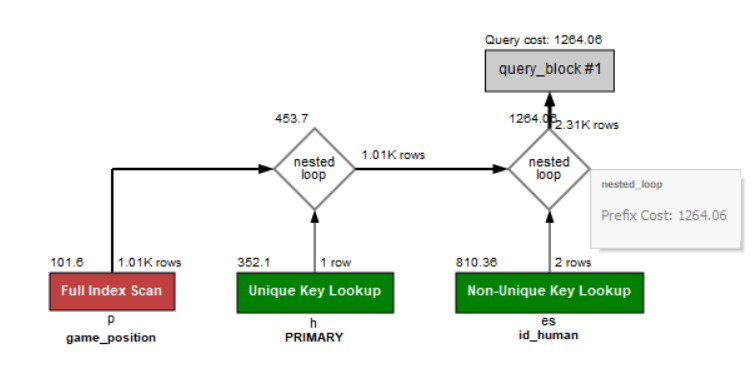 Query cost: 1264.06
query_block #1
453.7
1264.06
2.31K rows
nested
loop
1.01K rows
nested
loop
nested_loop
Prefix Cost: 1264.06
101.6
1.01K rows
352.1
1 row
810.36
2 rows
Full Index Scan
Unique Key Lookup
Non-Unique Key Lookup
p
h
es
game_position
PRIMARY
id_human